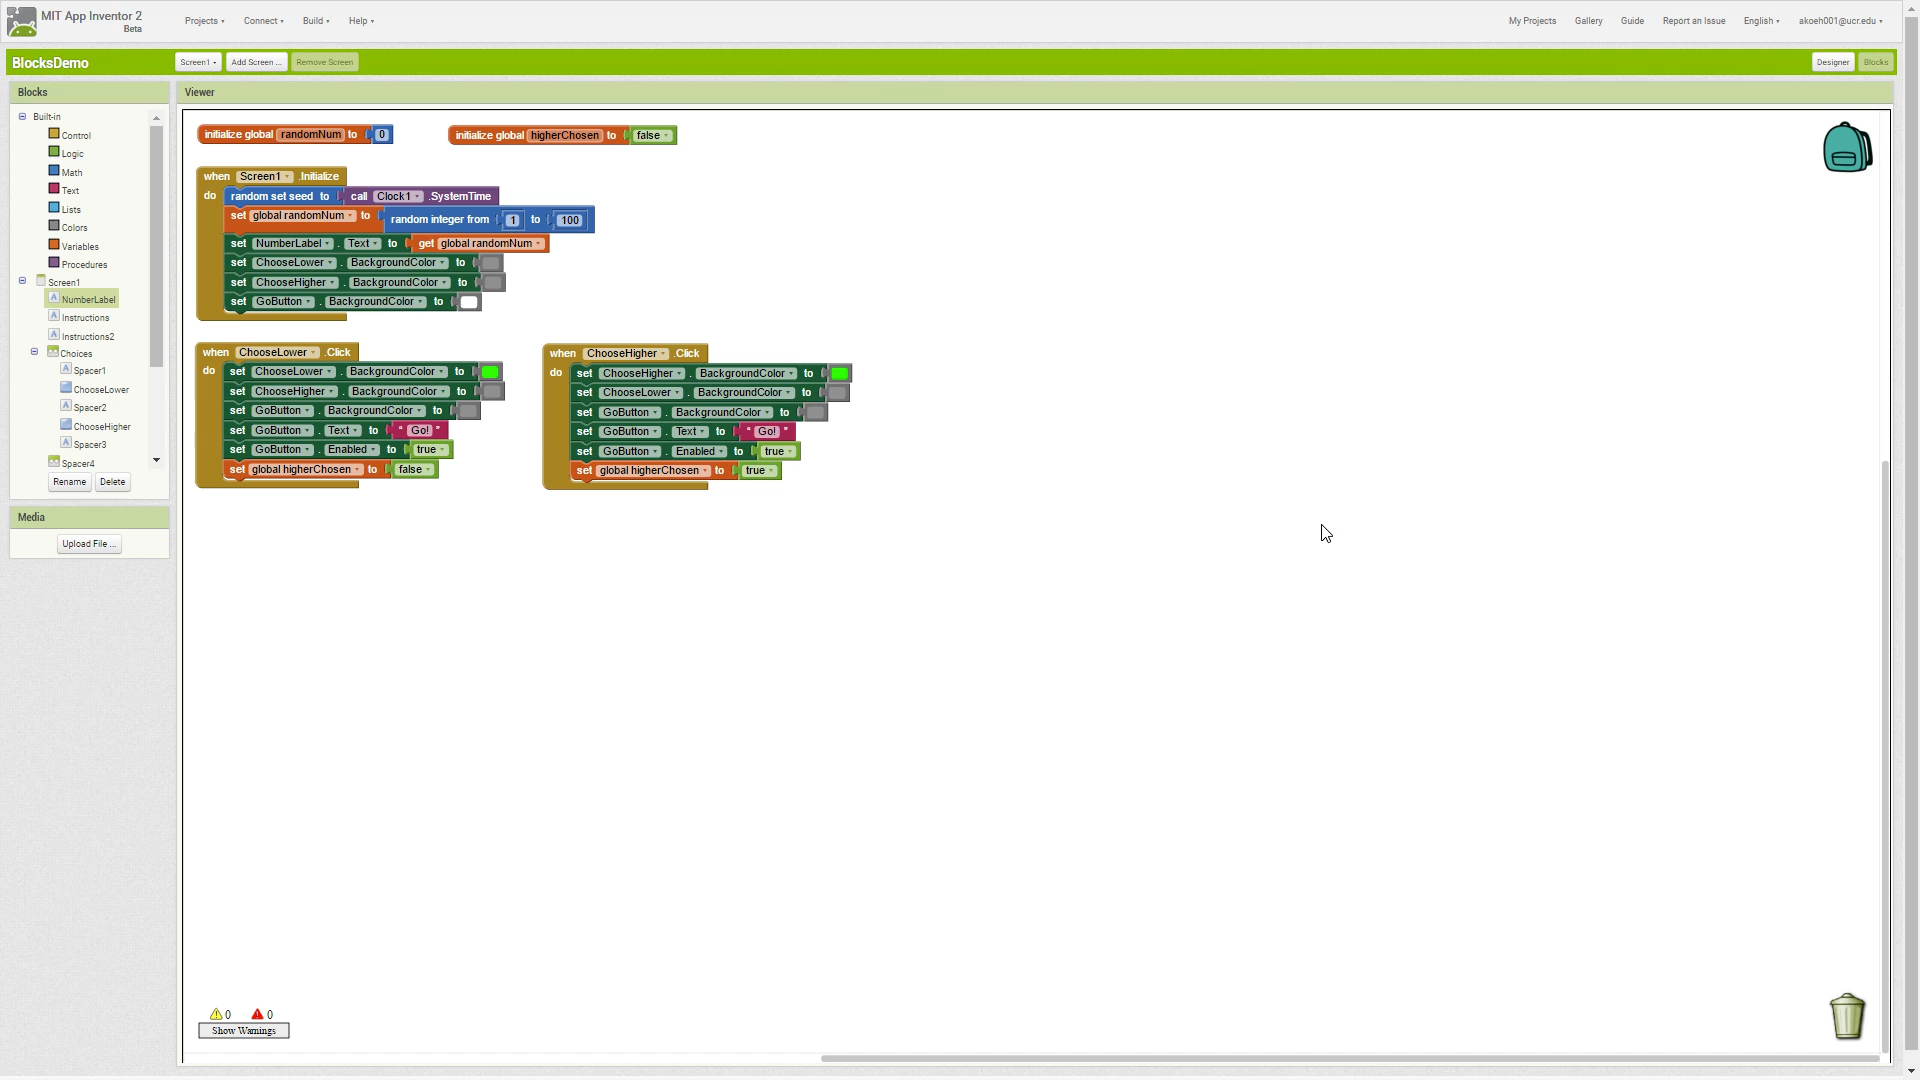 MIT App Inventor 2
Beta
Projects Connect Build Help
My Projects Gallery Guide Report an Issue English akoeh001@ucr.edu
BlocksDemo
Screen1 Add Screen ... Remove Screen
Designer Blocks
Blocks
Built-in
Control
Logic
Math
Text
Lists
Colors
Variables
Procedures
Screen1
NumberLabel
Instructions
Instructions2
Choices
Spacer1
ChooseLower
Spacer2
ChooseHigher
Spacer3
Spacer4
Rename Delete
Media
Upload File ...
Viewer
initialize global randomNum to 0
initialize global higherChosen to false
when Screen1 .Initialize
do random set seed to call Clock1 .SystemTime
set global randomNum to random integer from 1 to 100
set NumberLabel . Text to get global randomNum
set ChooseLower . BackgroundColor to
set ChooseHigher . BackgroundColor to
set GoButton . BackgroundColor to
when ChooseLower .Click
do set ChooseLower . BackgroundColor to
set ChooseHigher . BackgroundColor to
set GoButton . BackgroundColor to
set GoButton . Text to " Go! "
set GoButton . Enabled to true
set global higherChosen to false
when ChooseHigher .Click
do set ChooseHigher . BackgroundColor to
set ChooseLower . BackgroundColor to
set GoButton . BackgroundColor to
set GoButton . Text to " Go! "
set GoButton . Enabled to true
set global higherChosen to true
0 0
Show Warnings